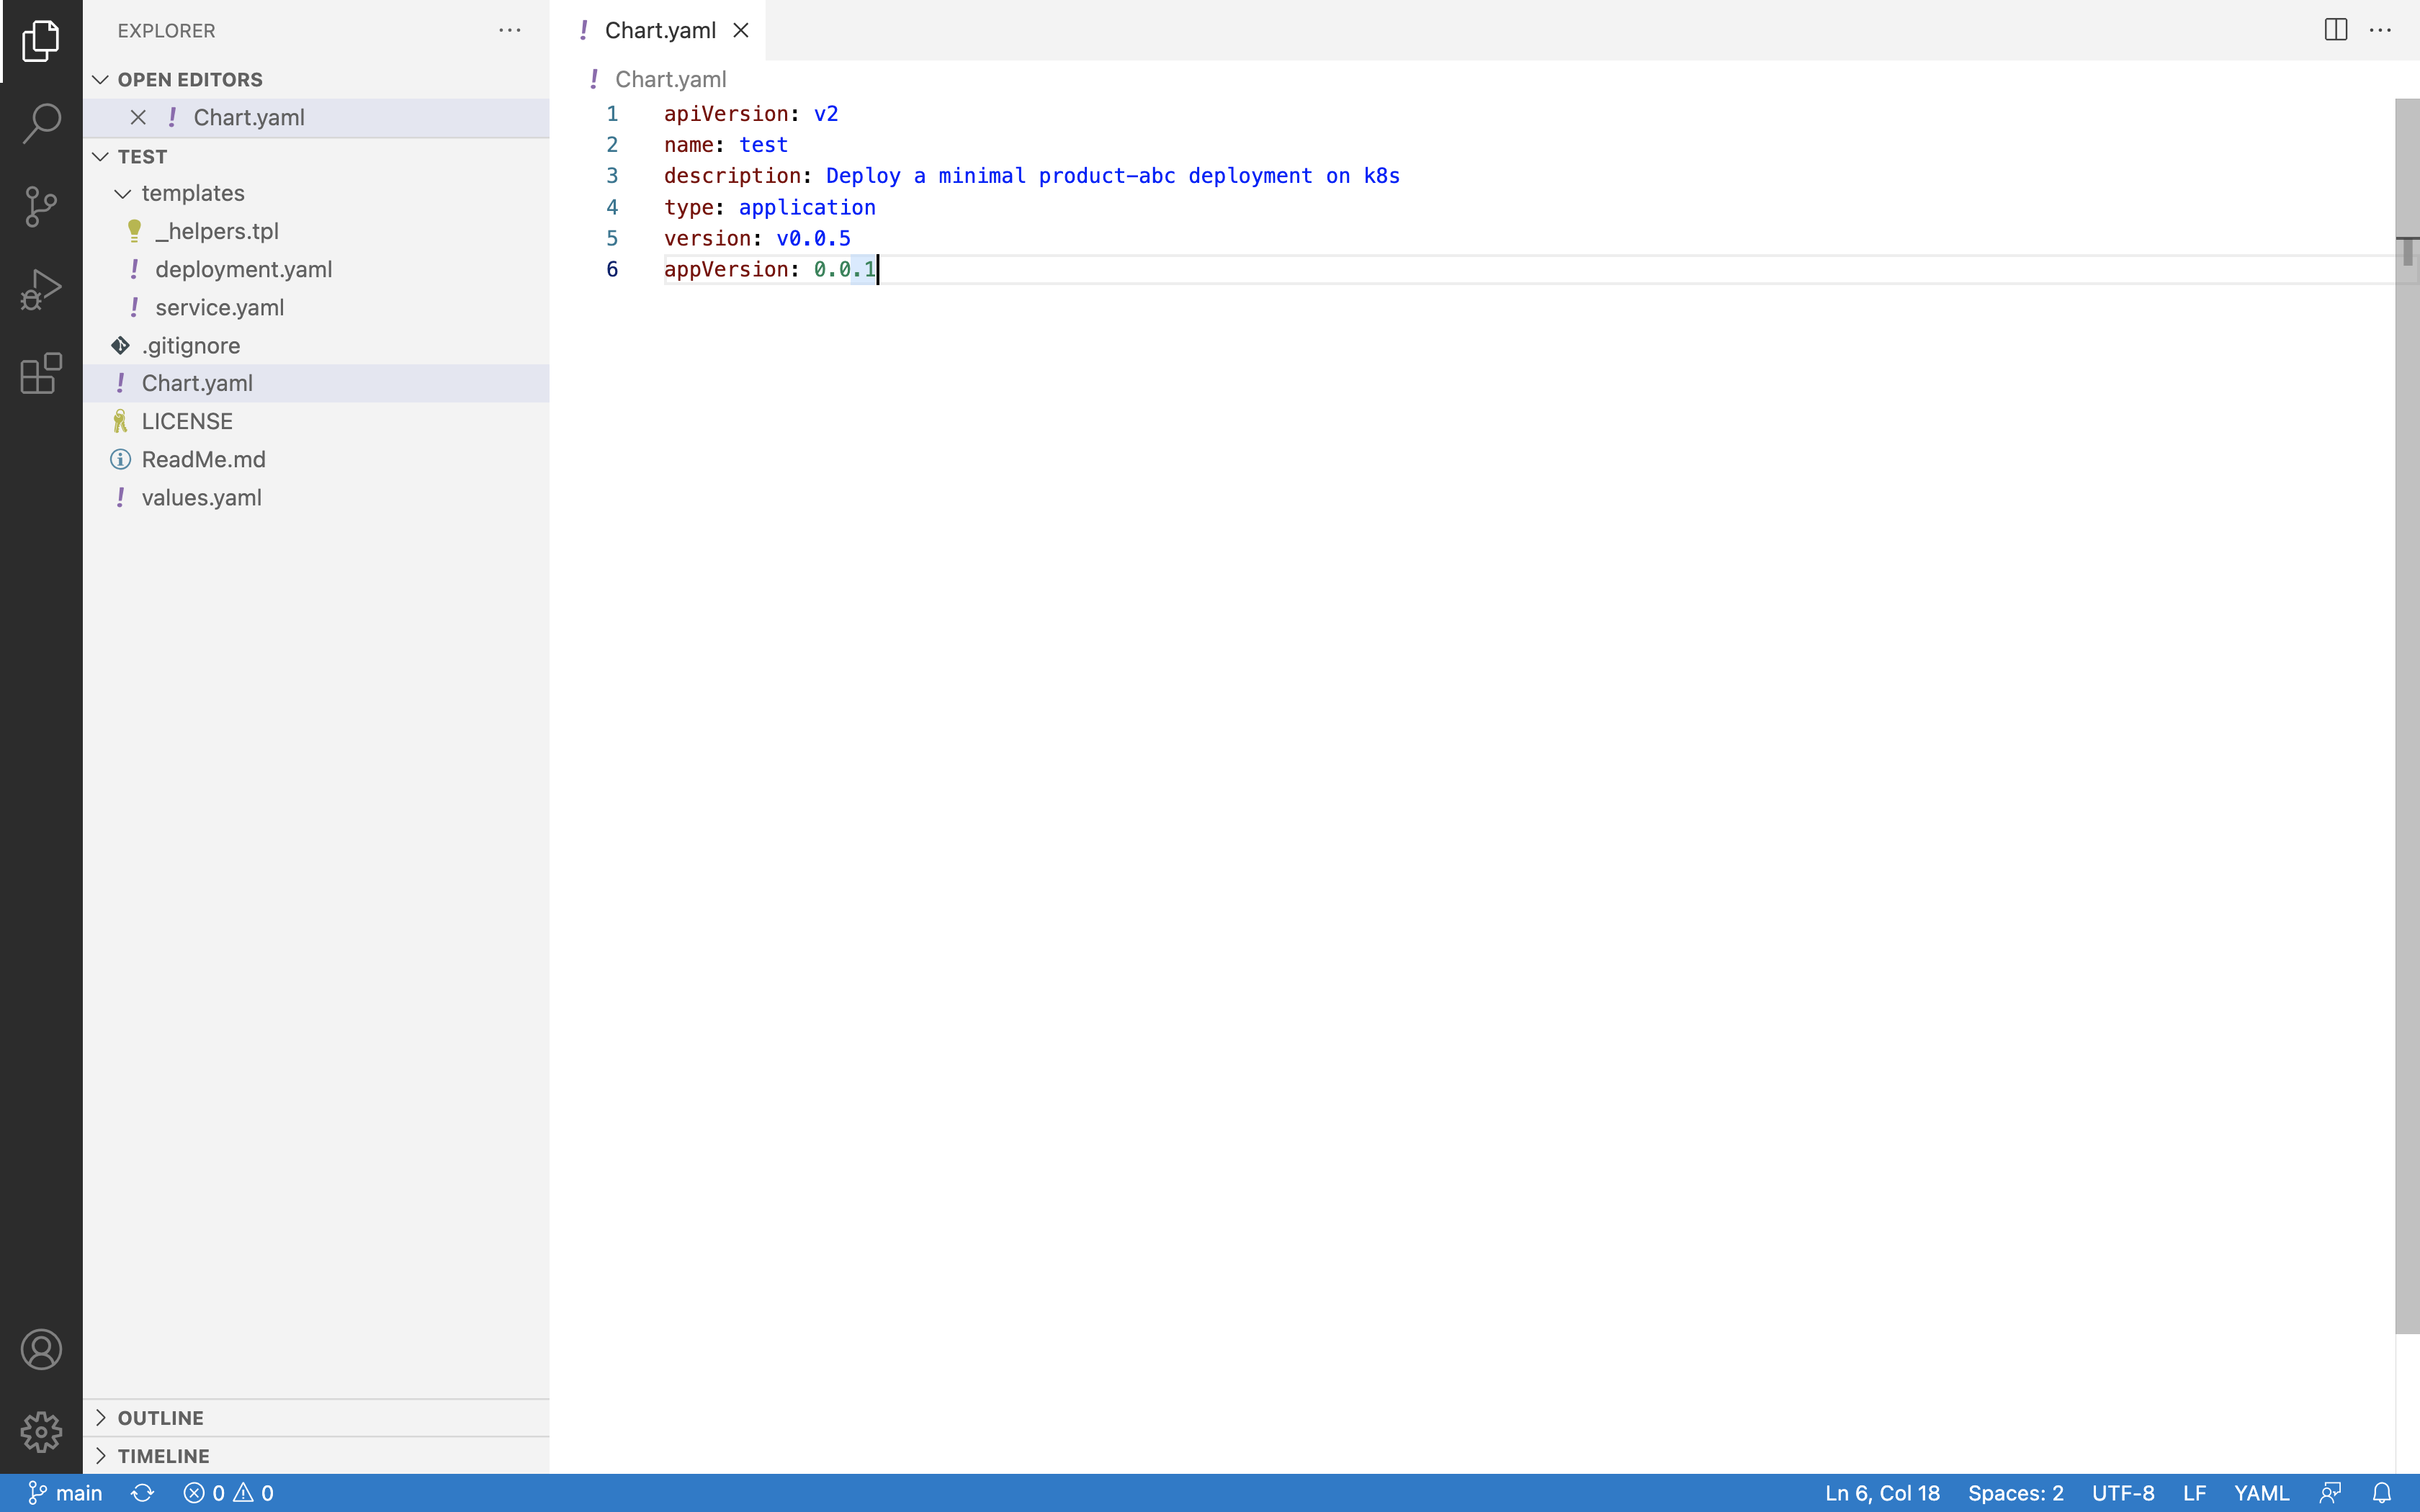 EXPLORER
OPEN EDITORS
Chart.yaml
TEST
templates
_helpers.tpl
deployment.yaml
service.yaml
.gitignore
Chart.yaml
LICENSE
ReadMe.md
values.yaml
OUTLINE
TIMELINE
Chart.yaml
Chart.yaml
1 apiVersion: v2
2 name: test
3 description: Deploy a minimal product-abc deployment on k8s
4 type: application
5 version: v0.0.5
6 appVersion: 0.0.1
main 0 0 Ln 6, Col 18 Spaces: 2 UTF-8 LF YAML